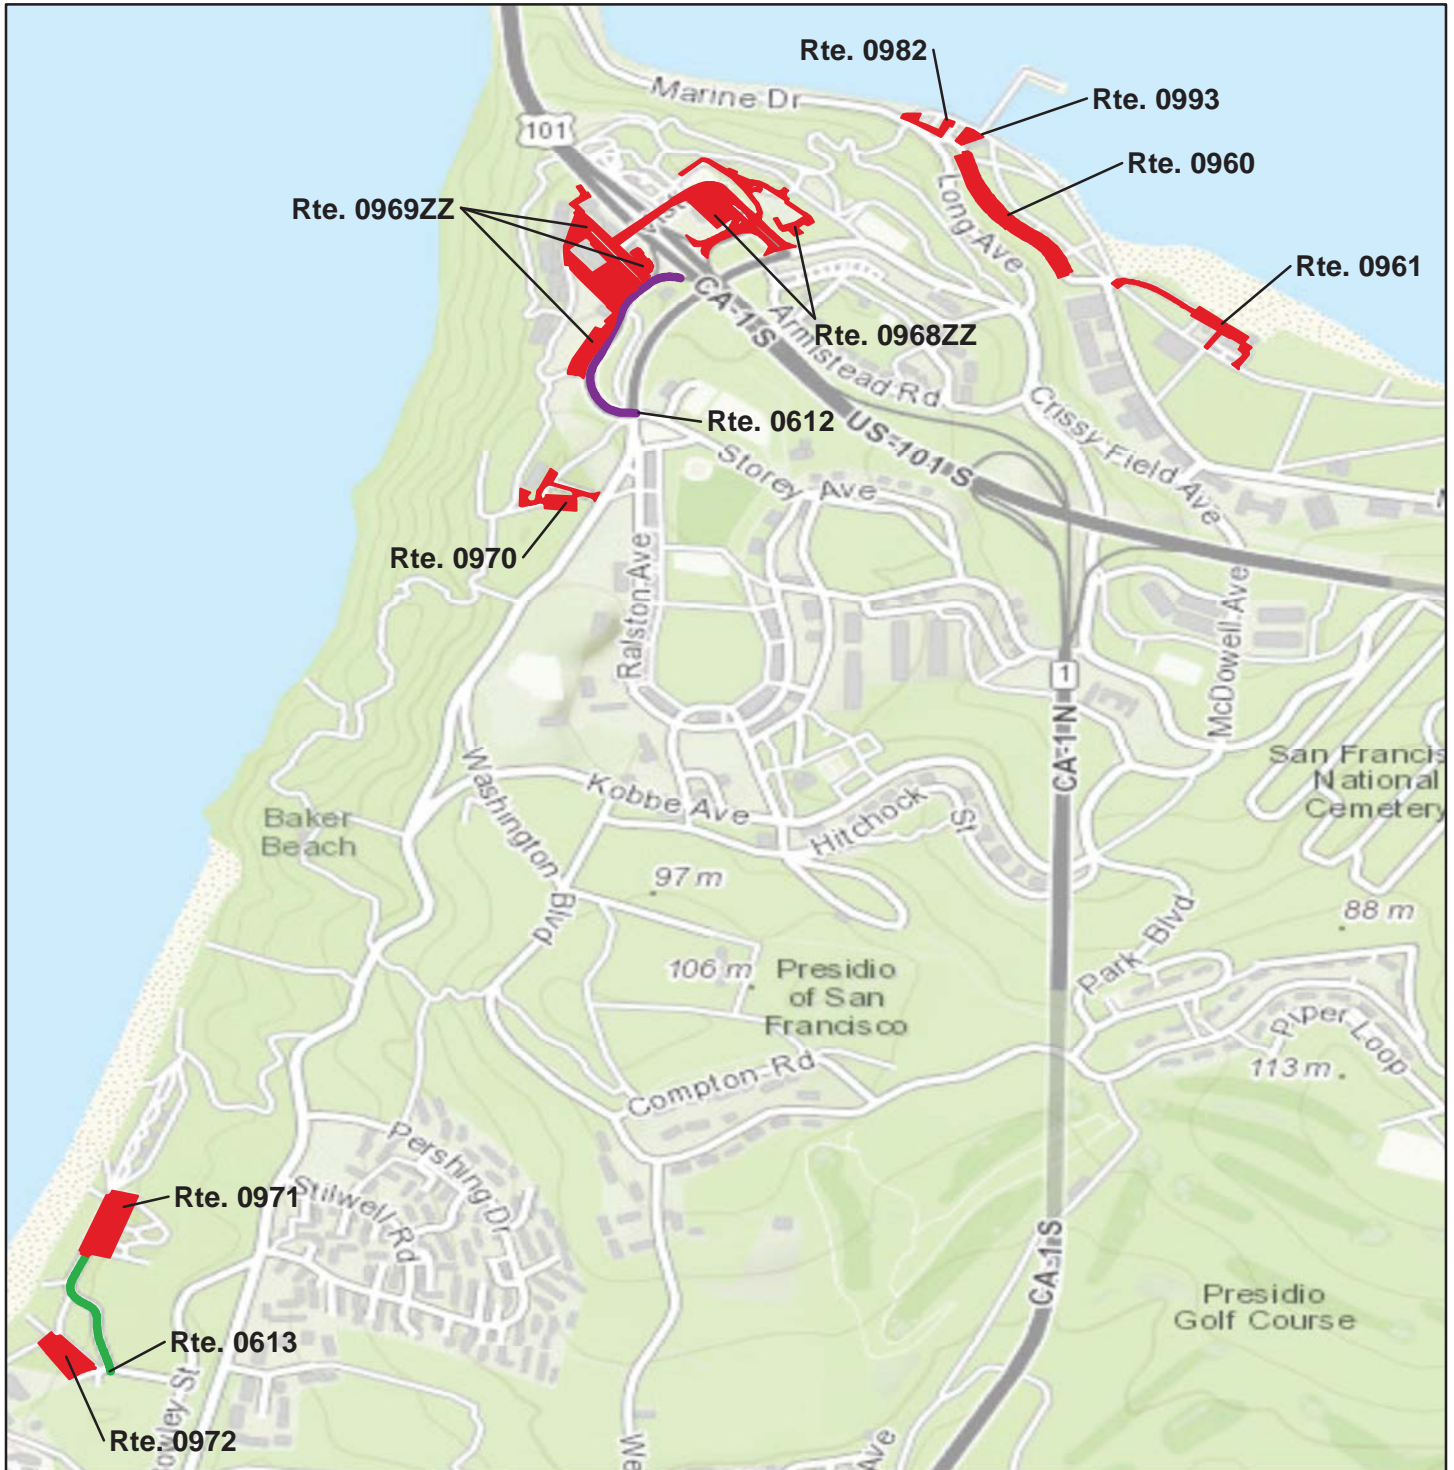 Rte. 0982
Marine Dr
Rte. 0993
101
Rte. 0960
Long Ave
Rte. 0969ZZ
Rte. 0961
CA-1 S
Armistead Rd
Rte. 0968ZZ
Rte. 0612
US-101 S
Crissy Field Ave
Storey Ave
Rte. 0970
Ralston Ave
McDowell Ave
1
CA-1 N
San Francis
National
Cemetery
Washington Blvd
Kobbe Ave
Hitchcock St
Baker
Beach
97 m
88 m
106 m
Presidio
of San
Francisco
Park Blvd
Piper Loop
113 m
Compton Rd
Pershing Dr
Stilwell Rd
Rte. 0971
CA-1 S
Presidio
Golf Course
Rte. 0613
Rte. 0972
owley St
We
Ave